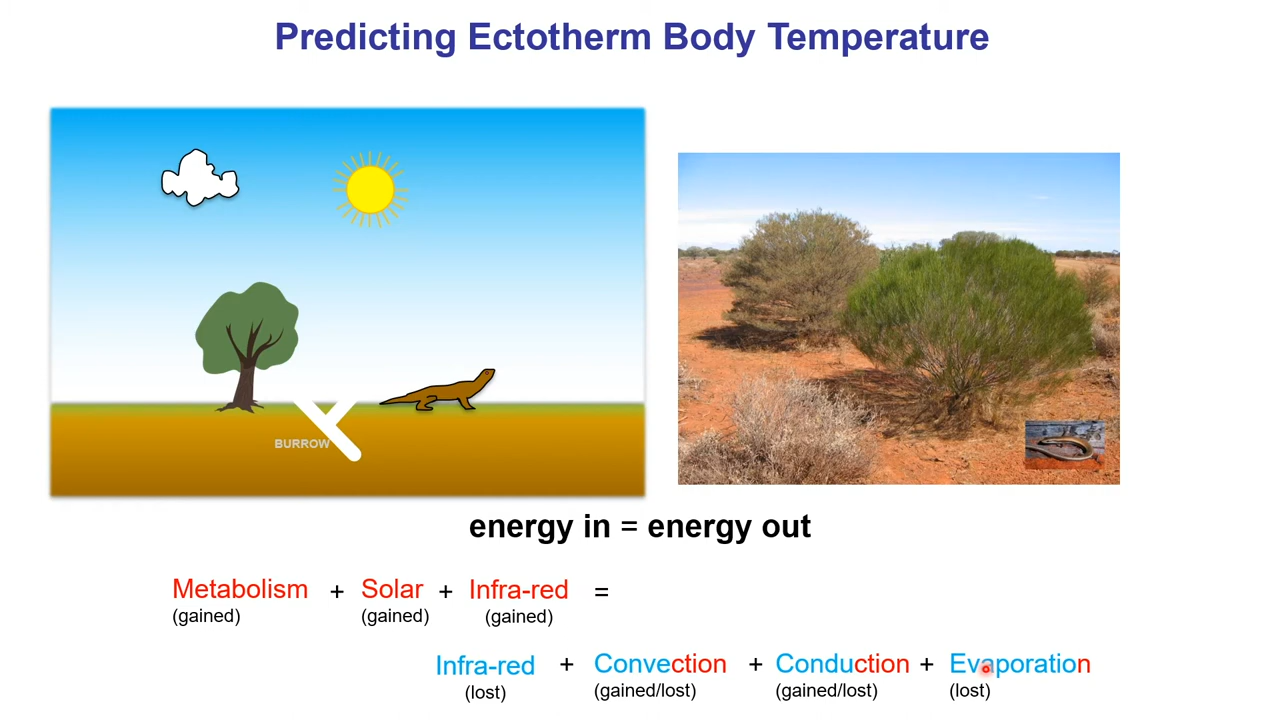 Predicting Ectotherm Body Temperature
BURROW
energy in = energy out
Metabolism + Solar + Infra-red =
(gained) (gained) (gained)
Infra-red + Convection + Conduction + Evaporation
(lost) (gained/lost) (gained/lost) (lost)